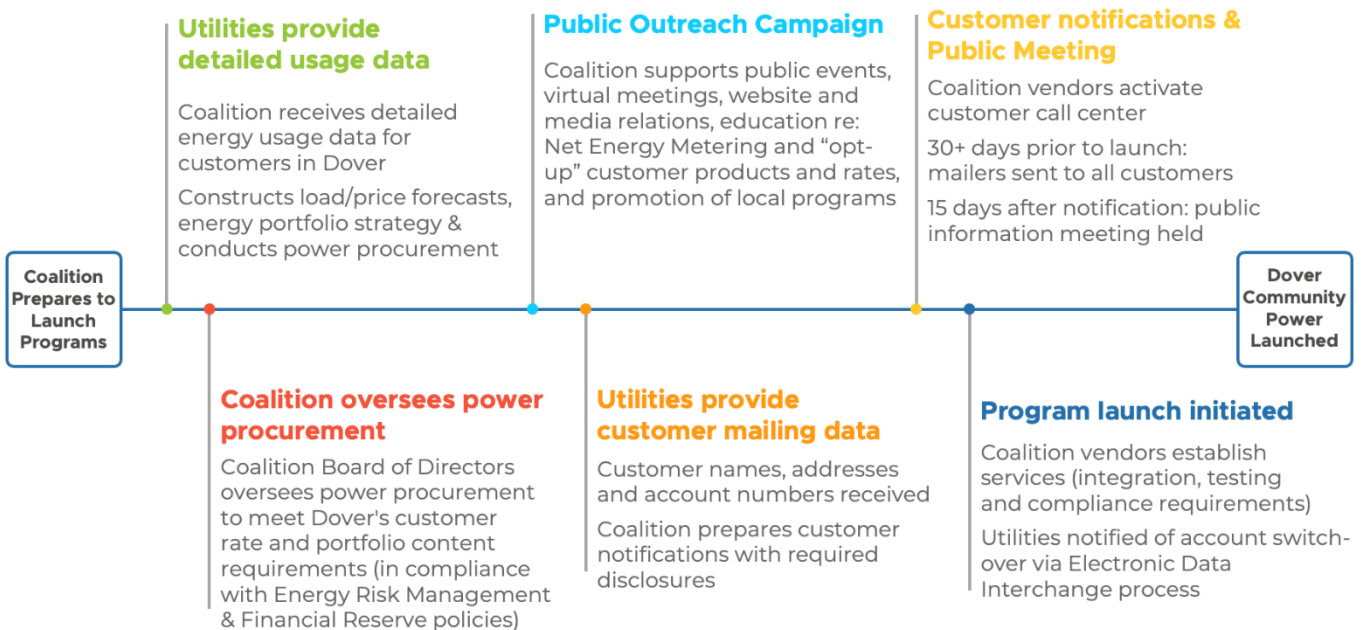 Coalition
Prepares to
Launch
Programs
Utilities provide
detailed usage data
Coalition receives detailed
energy usage data for
customers in Dover
Constructs load/price forecasts,
energy portfolio strategy &
conducts power procurement
Coalition oversees power
procurement
Coalition Board of Directors
oversees power procurement
to meet Dover's customer
rate and portfolio content
requirements (in compliance
with Energy Risk Management
& Financial Reserve policies)
Public Outreach Campaign
Coalition supports public events,
virtual meetings, website and
media relations, education re:
Net Energy Metering and “opt-
up” customer products and rates,
and promotion of local programs
Utilities provide
customer mailing data
Customer names, addresses
and account numbers received
Coalition prepares customer
notifications with required
disclosures
Customer notifications &
Public Meeting
Coalition vendors activate
customer call center
30+ days prior to launch:
mailers sent to all customers
15 days after notification: public
information meeting held
Program launch initiated
Coalition vendors establish
services (integration, testing
and compliance requirements)
Utilities notified of account switch-
over via Electronic Data
Interchange process
Dover
Community
Power
Launched